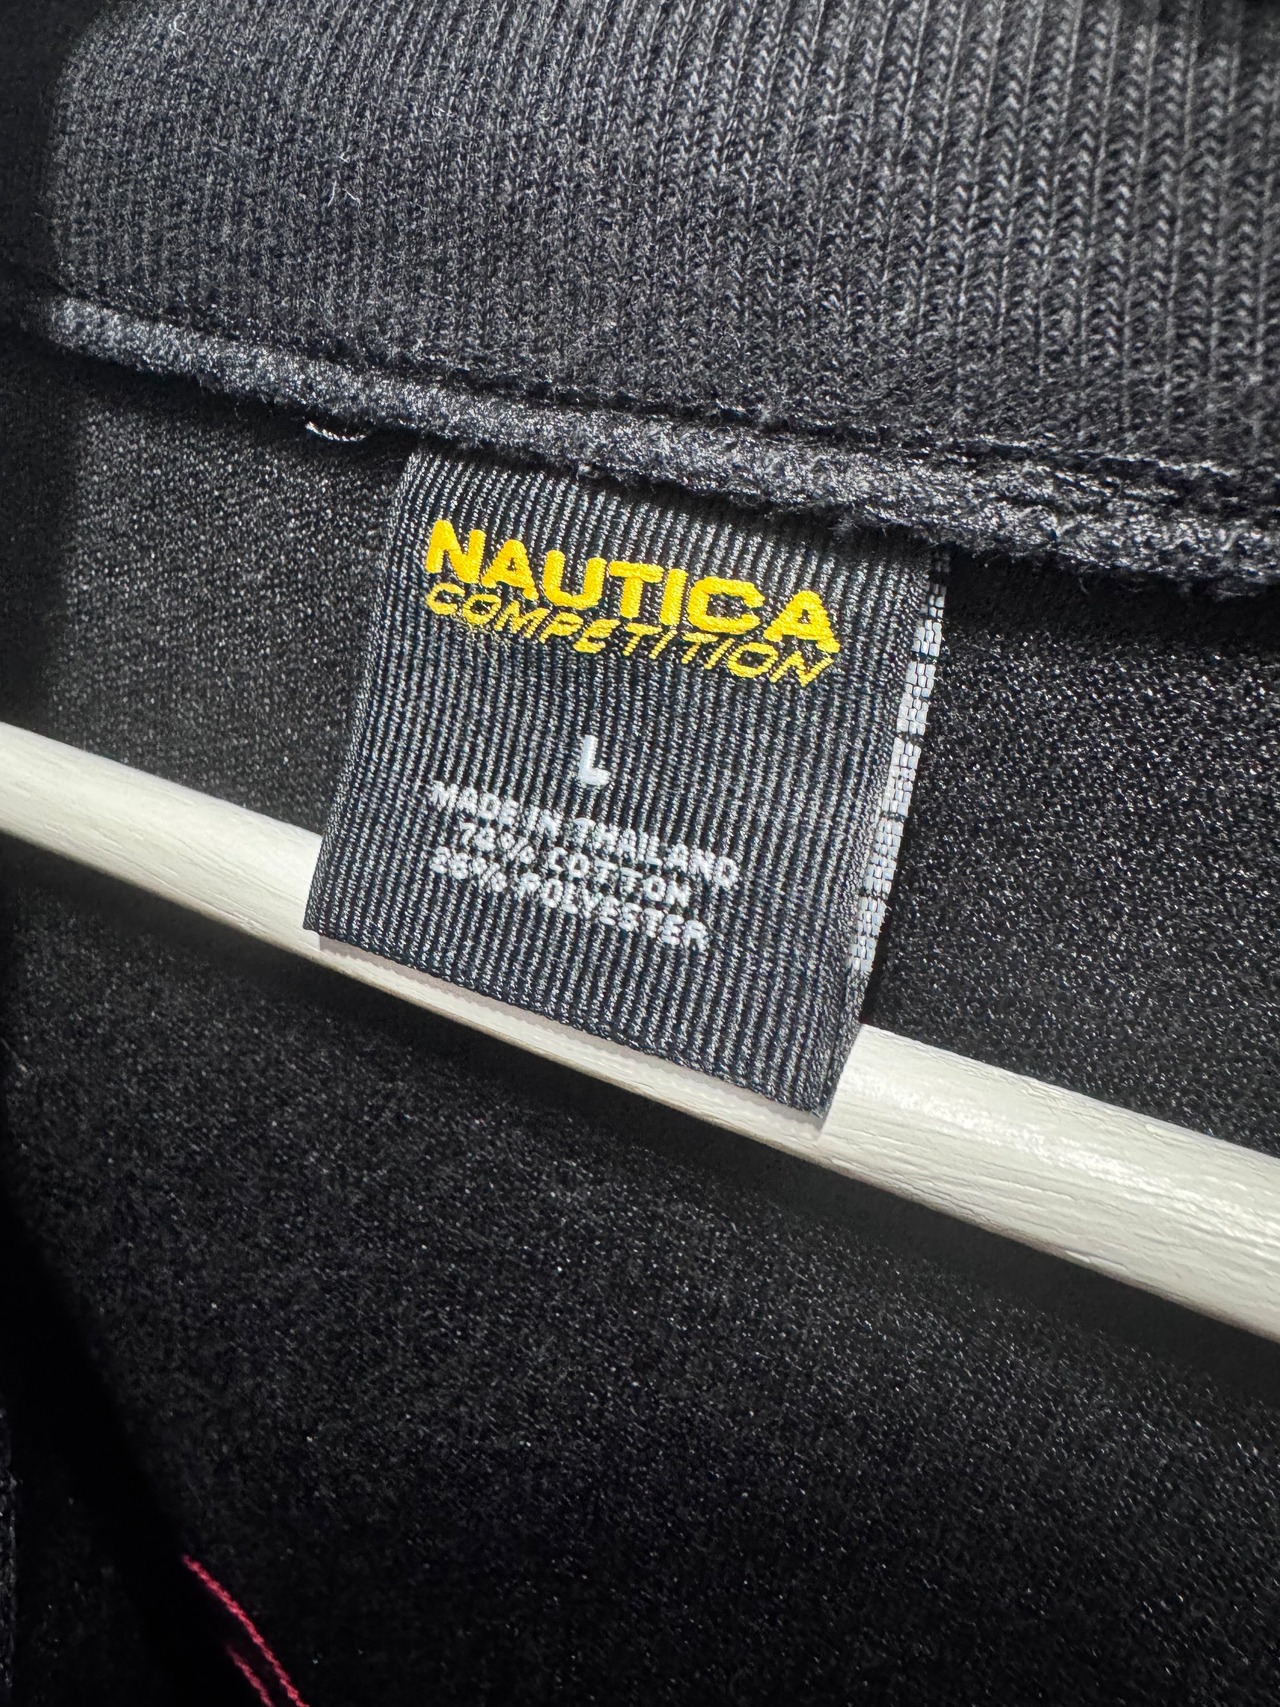 NAUTICA
COMPETITION
L
MADE IN THAILAND
COTTON
POLYESTER